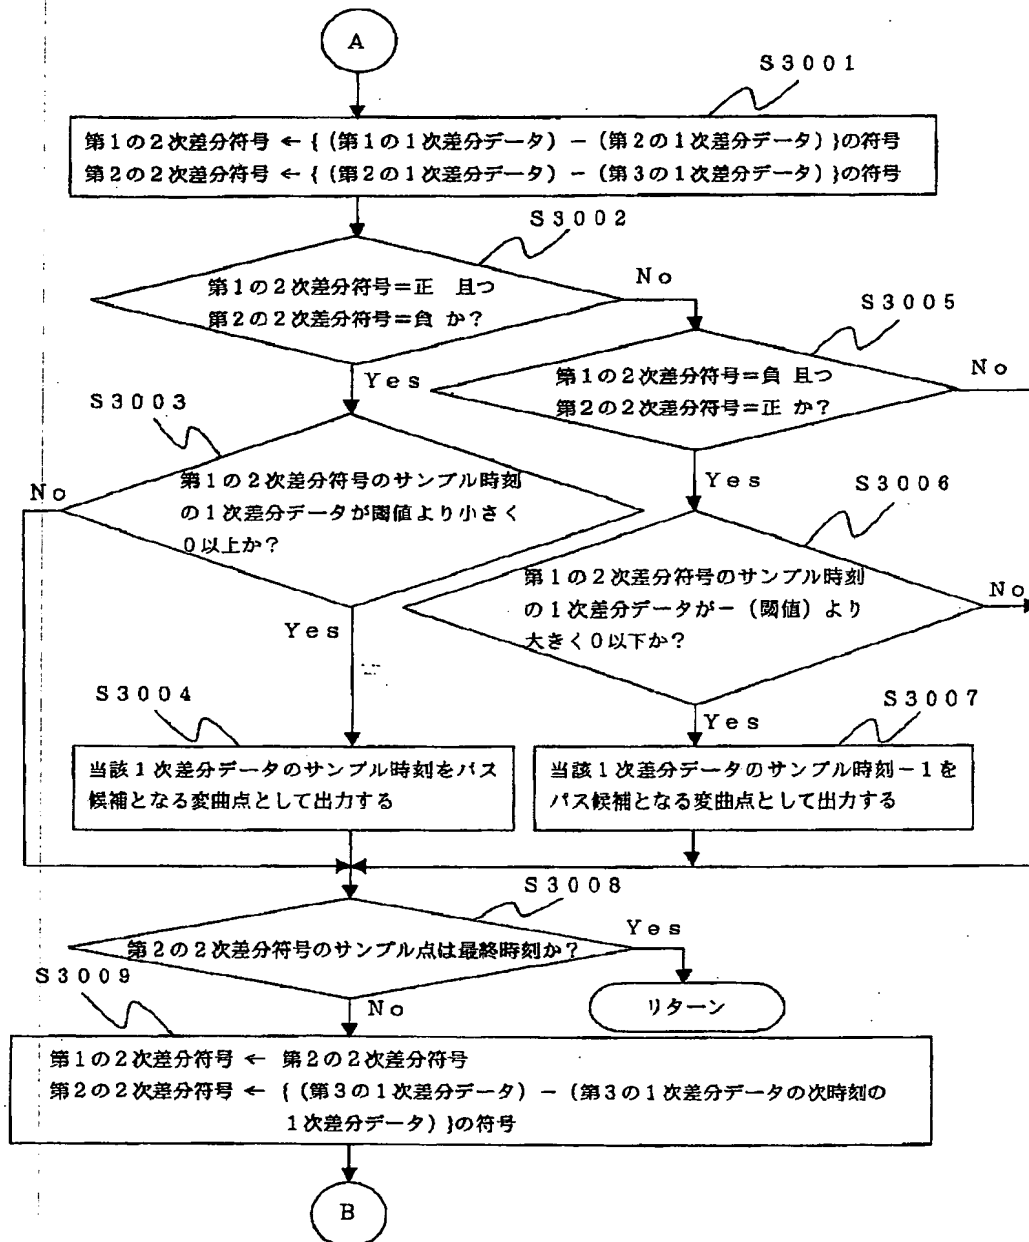 A
S3001
第1の2次差分符号 ← { (第1の1次差分データ) − (第2の1次差分データ) }の符号
第2の2次差分符号 ← { (第2の1次差分データ) − (第3の1次差分データ) }の符号
S3002
第1の2次差分符号=正 且つ
第2の2次差分符号=負 か?
No
Yes
S3005
第1の2次差分符号=負 且つ
第2の2次差分符号=正 か?
No
Yes
S3003
第1の2次差分符号のサンプル時刻
の1次差分データが閾値より小さく
0以上か?
No
Yes
S3006
第1の2次差分符号のサンプル時刻
の1次差分データが−(閾値)より
大きく0以下か?
No
Yes
S3004
当該1次差分データのサンプル時刻をパス
候補となる変曲点として出力する
S3007
当該1次差分データのサンプル時刻−1を
パス候補となる変曲点として出力する
S3008
第2の2次差分符号のサンプル点は最終時刻か?
Yes
リターン
No
S3009
第1の2次差分符号 ← 第2の2次差分符号
第2の2次差分符号 ← { (第3の1次差分データ) − (第3の1次差分データの次時刻の
1次差分データ) }の符号
B